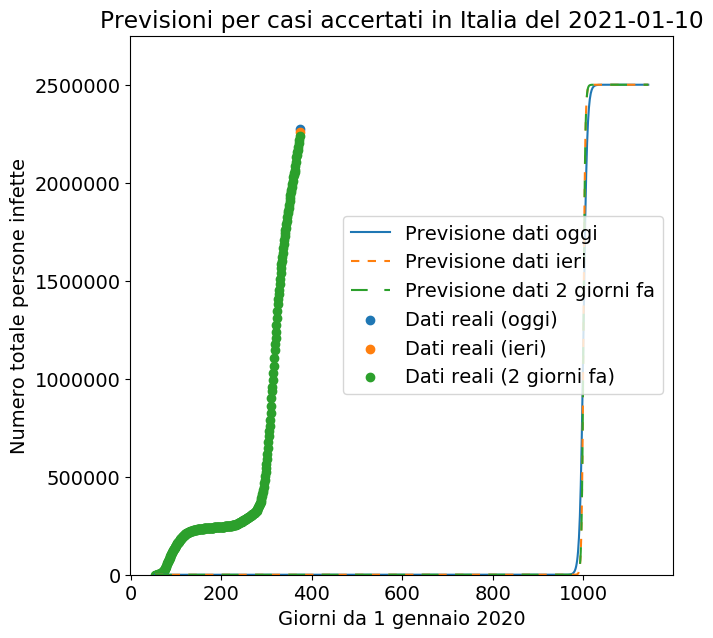 Previsioni per casi accertati in Italia del 2021-01-10
Numero totale persone infette
2500000
2000000
1500000
1000000
500000
0
Previsione dati oggi
Previsione dati ieri
Previsione dati 2 giorni fa
Dati reali (oggi)
Dati reali (ieri)
Dati reali (2 giorni fa)
0 200 400 600 800 1000
Giorni da 1 gennaio 2020